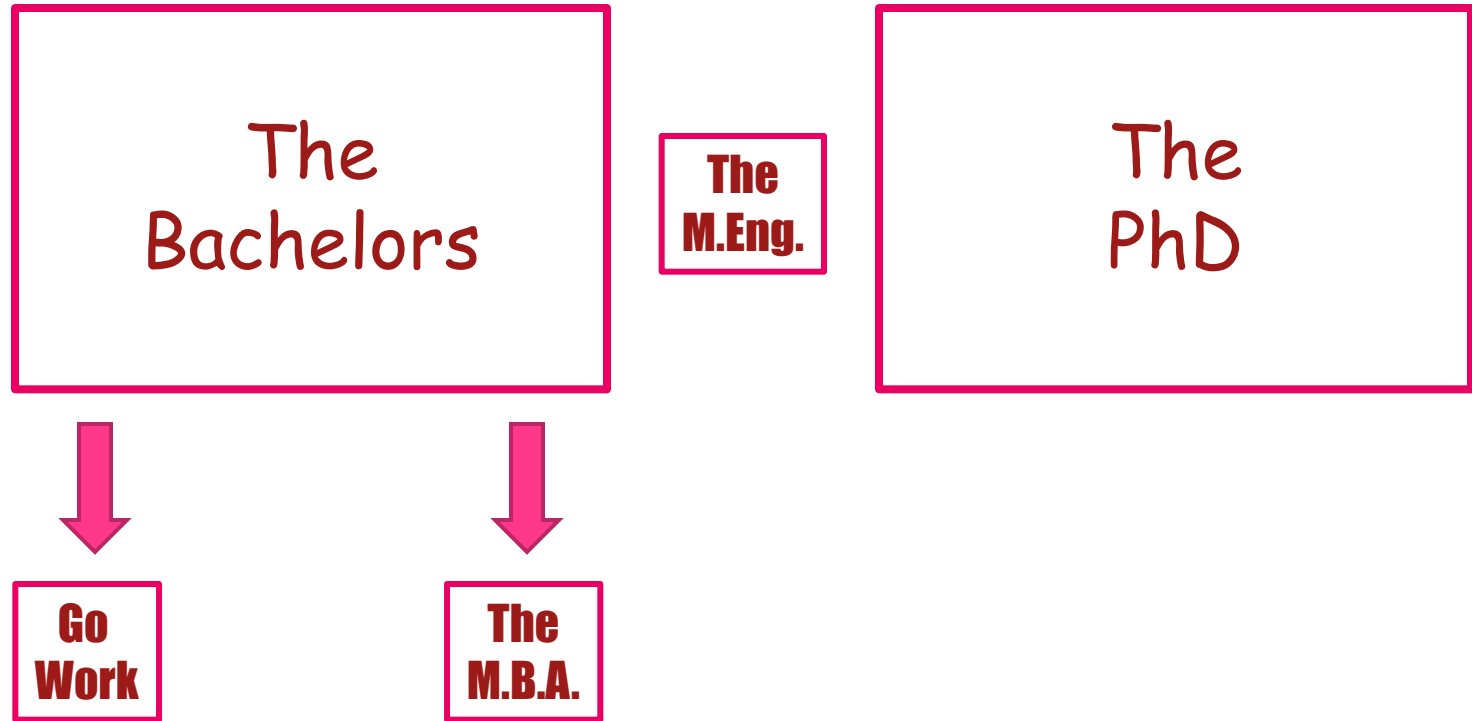 The
Bachelors
The
M.Eng.
The
PhD
Go
Work
The
M.B.A.